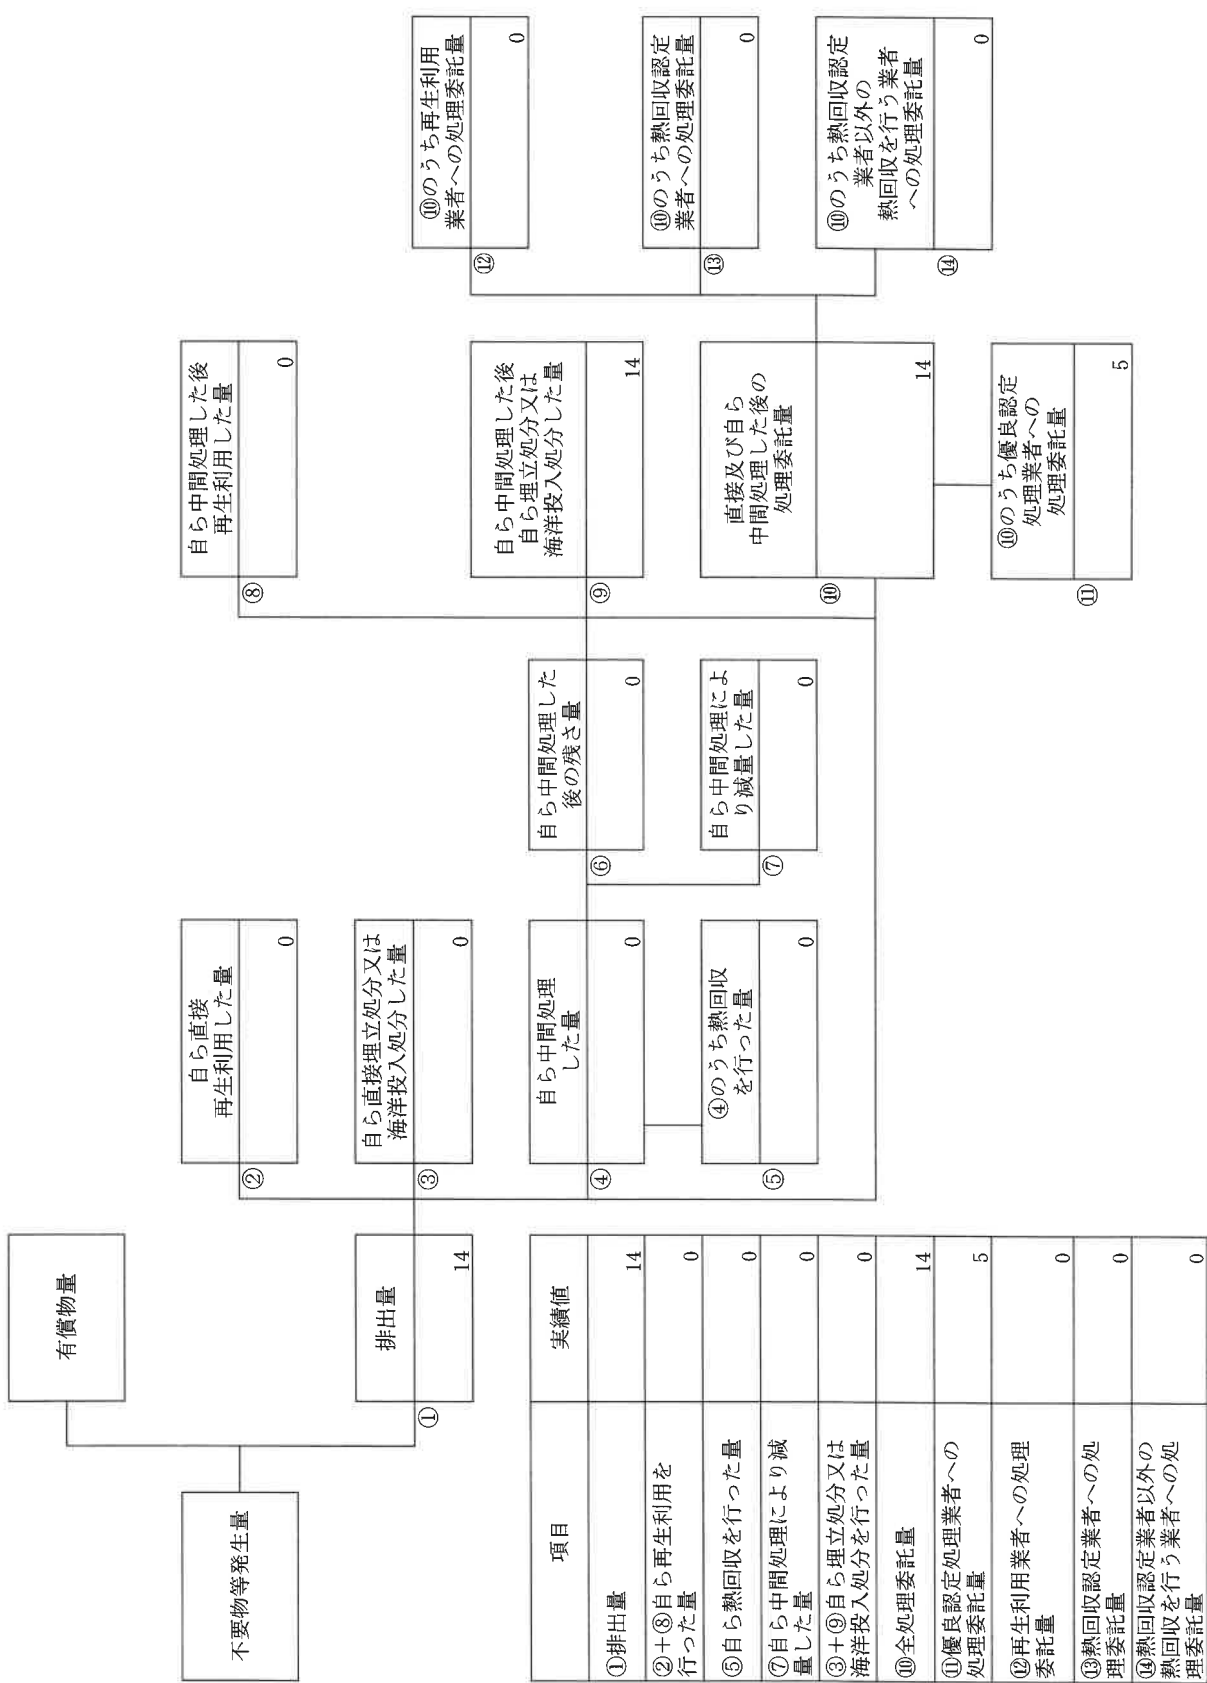 不要物等発生量
有償物量
排出量
①
14
自ら直接
再生利用した量
②
0
自ら直接埋立処分又は
海洋投入処分した量
③
0
自ら中間処理
した量
④
0
④のうち熱回収
を行った量
⑤
0
自ら中間処理した
後の残さ量
⑥
0
自ら中間処理によ
り減量した量
⑦
0
自ら中間処理した後
再生利用した量
⑧
0
自ら中間処理した後
自ら埋立処分又は
海洋投入処分した量
⑨
14
直接及び自ら
中間処理した後の
処理委託量
⑩
14
⑩のうち優良認定
処理業者への
処理委託量
⑪
5
⑩のうち再生利用
業者への処理委託量
⑫
0
⑩のうち熱回収認定
業者への処理委託量
⑬
0
⑩のうち熱回収認定
業者以外の
熱回収を行う業者
への処理委託量
⑭
0
項目 実績値
①排出量 14
②+⑧自ら再生利用を
行った量 0
⑤自ら熱回収を行った量 0
⑦自ら中間処理により減
量した量 0
③+⑨自ら埋立処分又は
海洋投入処分を行った量 0
⑩全処理委託量 14
⑪優良認定処理業者への
処理委託量 5
⑫再生利用業者への処理
委託量 0
⑬熱回収認定業者への処
理委託量 0
⑭熱回収認定業者以外の
熱回収を行う業者への処
理委託量 0